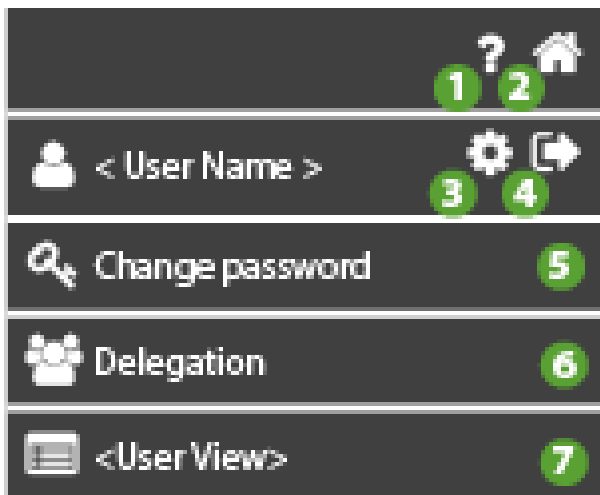 ? 
1 2
< User Name >
3 4
Change password 5
Delegation 6
<User View> 7